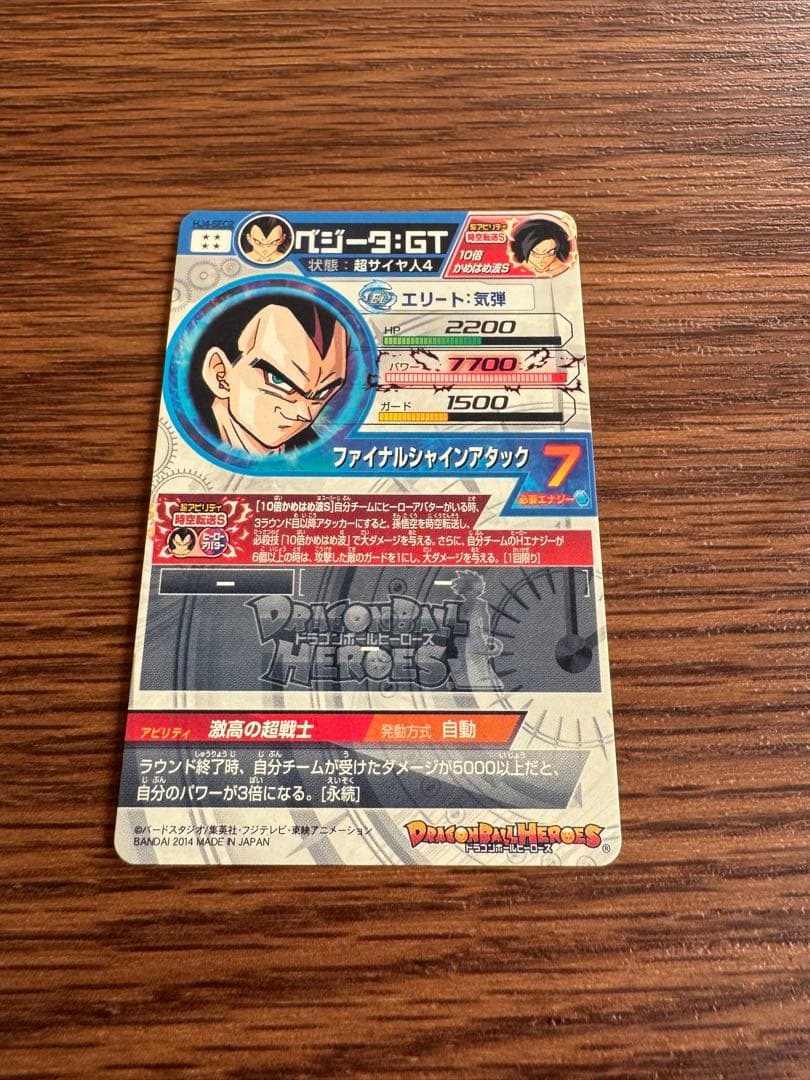 HJ4-SEC2
ベジータ:GT
状態:超サイヤ人4
超アビリティ
時空転送S
10倍
かめはめ波S
EL エリート:気弾
HP 2200
パワー 7700
ガード 1500
ファイナルシャインアタック
7
必要エナジー
超アビリティ
時空転送S
ヒーロー
アバター
[10倍かめはめ波S]自分チームにヒーローアバターがいる時、
3ラウンド目以降アタッカーにすると、孫悟空を時空転送し、
必殺技「10倍かめはめ波」で大ダメージを与える。さらに、自分チームのHエナジーが
6個以上の時は、攻撃した敵のガードを1にし、大ダメージを与える。[1回限り]
ー [ ー ]
DRAGON BALL
ドラゴンボールヒーローズ
HEROES
ー
アビリティ 激高の超戦士 発動方式 自動
ラウンド終了時、自分チームが受けたダメージが5000以上だと、
自分のパワーが3倍になる。[永続]
©バードスタジオ/集英社・フジテレビ・東映アニメーション
BANDAI 2014 MADE IN JAPAN
DRAGON BALL HEROES
ドラゴンボールヒーローズ
®